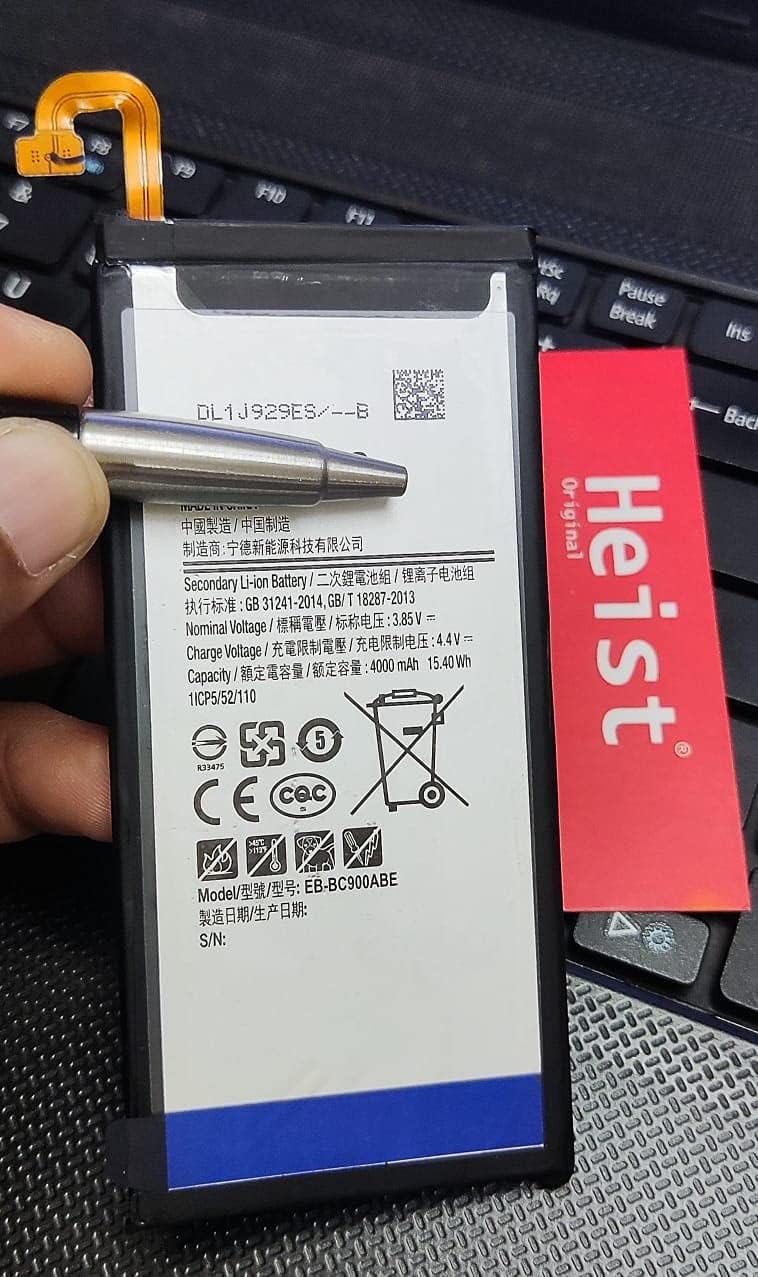 F7
F8
F9
F10
F11
U
Pause
Break
Ins
DL1J929ES/--B
中國製造 / 中国制造
制造商: 宁德新能源科技有限公司
Secondary Li-ion Battery / 二次鋰電池組 / 锂离子电池组
执行标准 : GB 31241-2014, GB/T 18287-2013
Nominal Voltage / 標稱電壓 / 标称电压 : 3.85 V ⎓
Charge Voltage / 充電限制電壓 / 充电限制电压 : 4.4 V ⎓
Capacity / 額定電容量 / 额定容量 : 4000 mAh 15.40 Wh
1ICP5/52/110
R33475
5
CE
CQC
S
>45°C
>113°F
Model/型號/型号: EB-BC900ABE
製造日期/生产日期:
S/N:
Heist®
Original